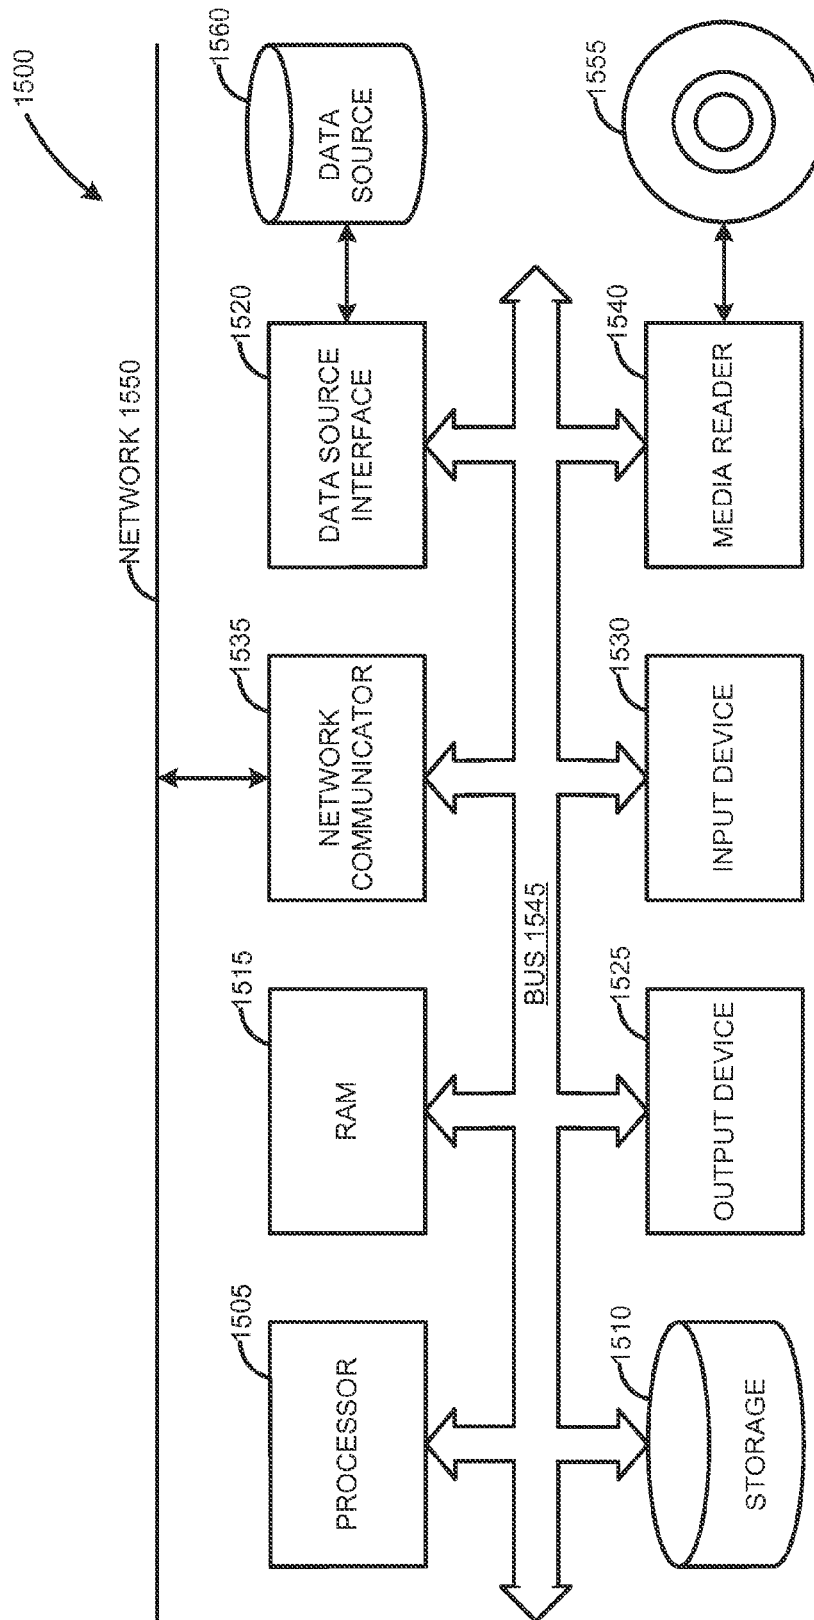 1500
NETWORK 1550
1505
PROCESSOR
1515
RAM
1535
NETWORK
COMMUNICATOR
1520
DATA SOURCE
INTERFACE
1560
DATA
SOURCE
BUS 1545
1510
STORAGE
1525
OUTPUT DEVICE
1530
INPUT DEVICE
1540
MEDIA READER
1555